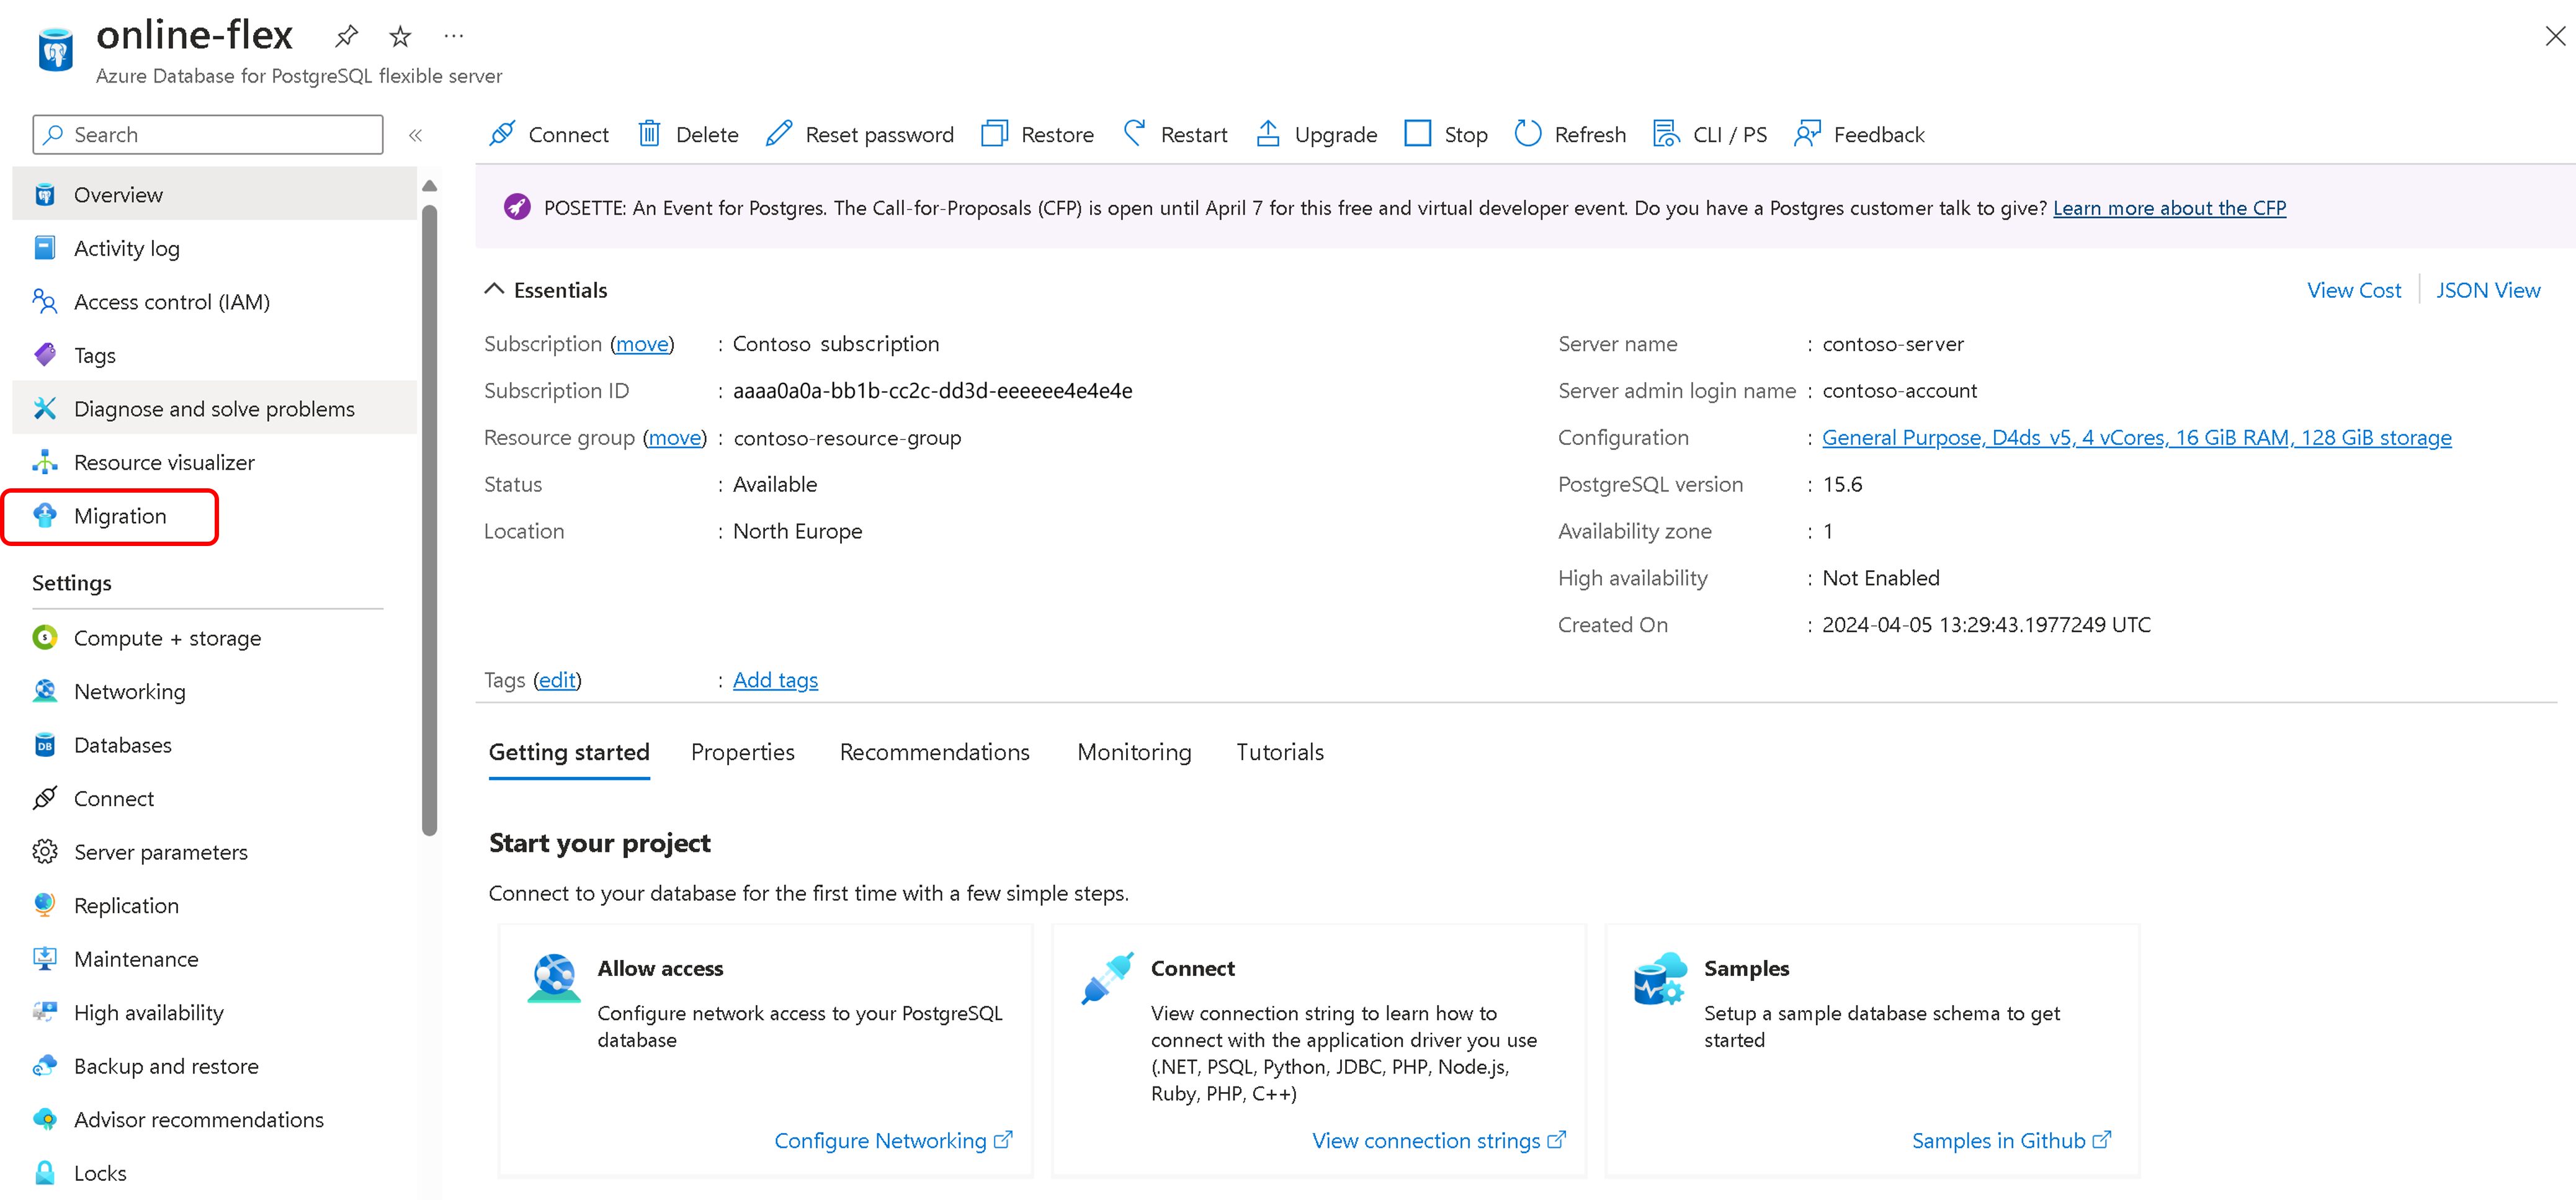 online-flex
Azure Database for PostgreSQL flexible server
Search
Connect
Delete
Reset password
Restore
Restart
Upgrade
Stop
Refresh
CLI / PS
Feedback
Overview
Activity log
Access control (IAM)
Tags
Diagnose and solve problems
Resource visualizer
Migration
Settings
Compute + storage
Networking
Databases
Connect
Server parameters
Replication
Maintenance
High availability
Backup and restore
Advisor recommendations
Locks
POSETTE: An Event for Postgres. The Call-for-Proposals (CFP) is open until April 7 for this free and virtual developer event. Do you have a Postgres customer talk to give? Learn more about the CFP
Essentials
View Cost
JSON View
Subscription (move) : Contoso subscription
Subscription ID : aaaa0a0a-bb1b-cc2c-dd3d-eeeeee4e4e4e
Resource group (move) : contoso-resource-group
Status : Available
Location : North Europe
Server name : contoso-server
Server admin login name : contoso-account
Configuration : General Purpose, D4ds_v5, 4 vCores, 16 GiB RAM, 128 GiB storage
PostgreSQL version : 15.6
Availability zone : 1
High availability : Not Enabled
Created On : 2024-04-05 13:29:43.1977249 UTC
Tags (edit) : Add tags
Getting started
Properties
Recommendations
Monitoring
Tutorials
Start your project
Connect to your database for the first time with a few simple steps.
Allow access
Configure network access to your PostgreSQL
database
Configure Networking
Connect
View connection string to learn how to
connect with the application driver you use
(.NET, PSQL, Python, JDBC, PHP, Node.js,
Ruby, PHP, C++)
View connection strings
Samples
Setup a sample database schema to get
started
Samples in Github